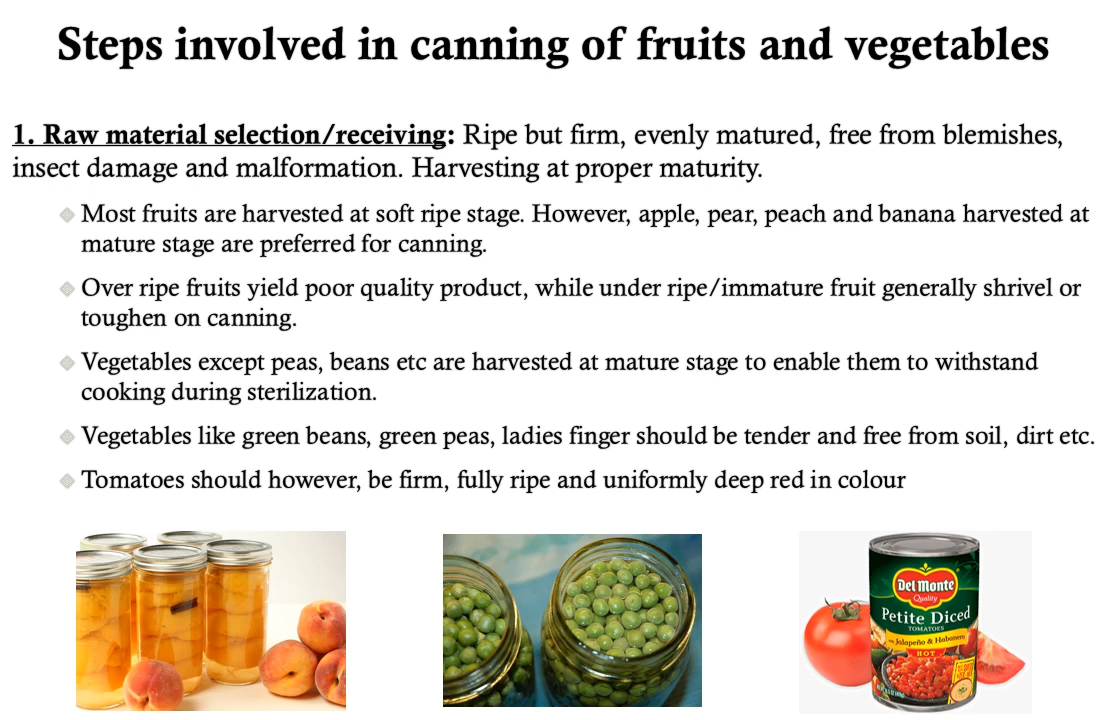 Steps involved in canning of fruits and vegetables
1. Raw material selection/receiving: Ripe but firm, evenly matured, free from blemishes,
insect damage and malformation. Harvesting at proper maturity.
Most fruits are harvested at soft ripe stage. However, apple, pear, peach and banana harvested at
mature stage are preferred for canning.
Over ripe fruits yield poor quality product, while under ripe/immature fruit generally shrivel or
toughen on canning.
Vegetables except peas, beans etc are harvested at mature stage to enable them to withstand
cooking during sterilization.
Vegetables like green beans, green peas, ladies finger should be tender and free from soil, dirt etc.
Tomatoes should however, be firm, fully ripe and uniformly deep red in colour
Del Monte
Quality
Petite Diced
TOMATOES
Jalapeño & Habanero
HOT